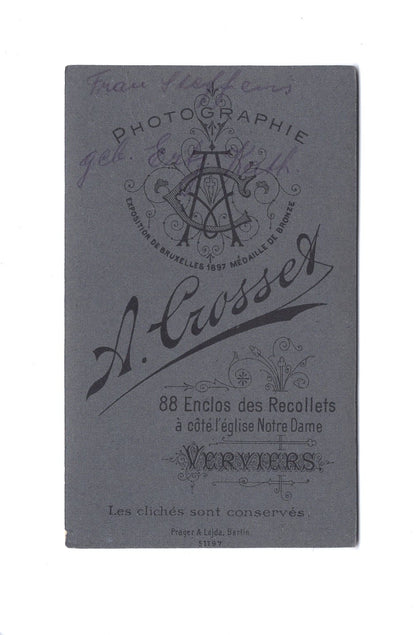 Frau Steffens
PHOTOGRAPHIE
geb.
AC
EXPOSITION DE BRUXELLES 1897 MÉDAILLE DE BRONZE
A. Crosset
88 Enclos des Recollets
à côté l'église Notre Dame
VERVIERS.
Les clichés sont conservés.
Prager & Lojda, Berlin.